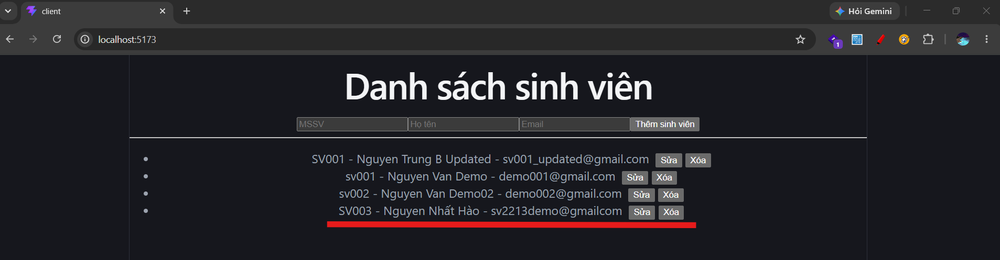 client
Hỏi Gemini
localhost:5173
1
Danh sách sinh viên
MSSV Họ tên Email Thêm sinh viên
SV001 - Nguyen Trung B Updated - sv001_updated@gmail.com Sửa Xóa
sv001 - Nguyen Van Demo - demo001@gmail.com Sửa Xóa
sv002 - Nguyen Van Demo02 - demo002@gmail.com Sửa Xóa
SV003 - Nguyen Nhất Hào - sv2213demo@gmailcom Sửa Xóa